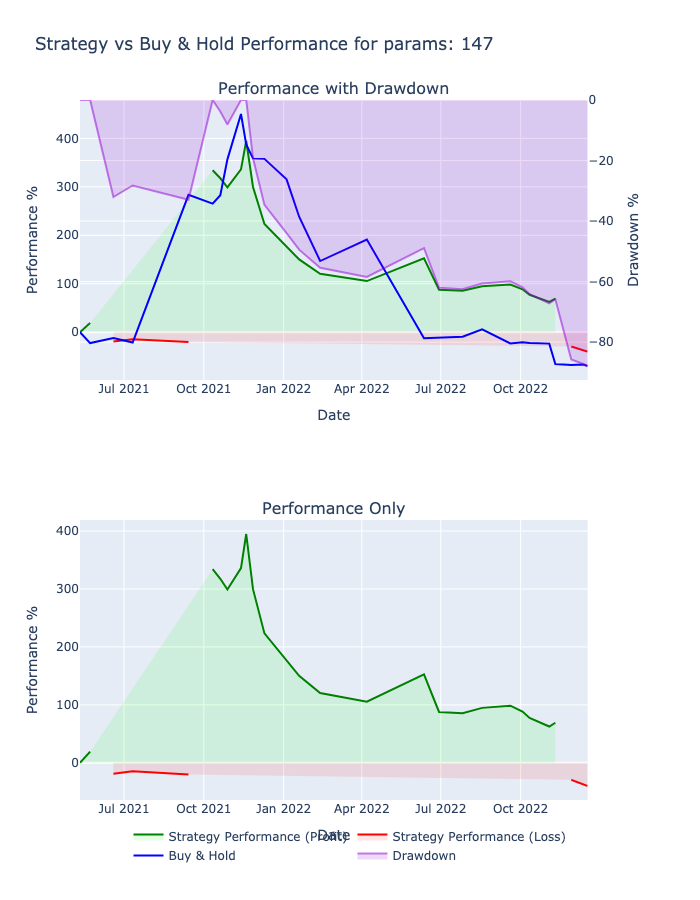 Strategy vs Buy & Hold Performance for params: 147
Performance with Drawdown
400
300
200
100
0
0
−20
−40
−60
−80
Performance %
Drawdown %
Jul 2021 Oct 2021 Jan 2022 Apr 2022 Jul 2022 Oct 2022
Date
Performance Only
400
300
200
100
0
Performance %
Jul 2021 Oct 2021 Jan 2022 Apr 2022 Jul 2022 Oct 2022
Date
Strategy Performance (Profit) Strategy Performance (Loss)
Buy & Hold Drawdown